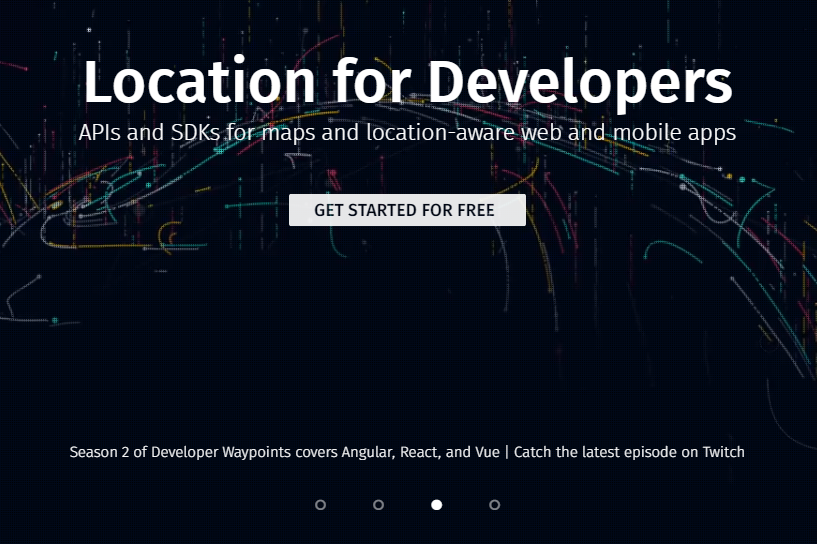 Location for Developers
APIs and SDKs for maps and location-aware web and mobile apps
GET STARTED FOR FREE
Season 2 of Developer Waypoints covers Angular, React, and Vue | Catch the latest episode on Twitch